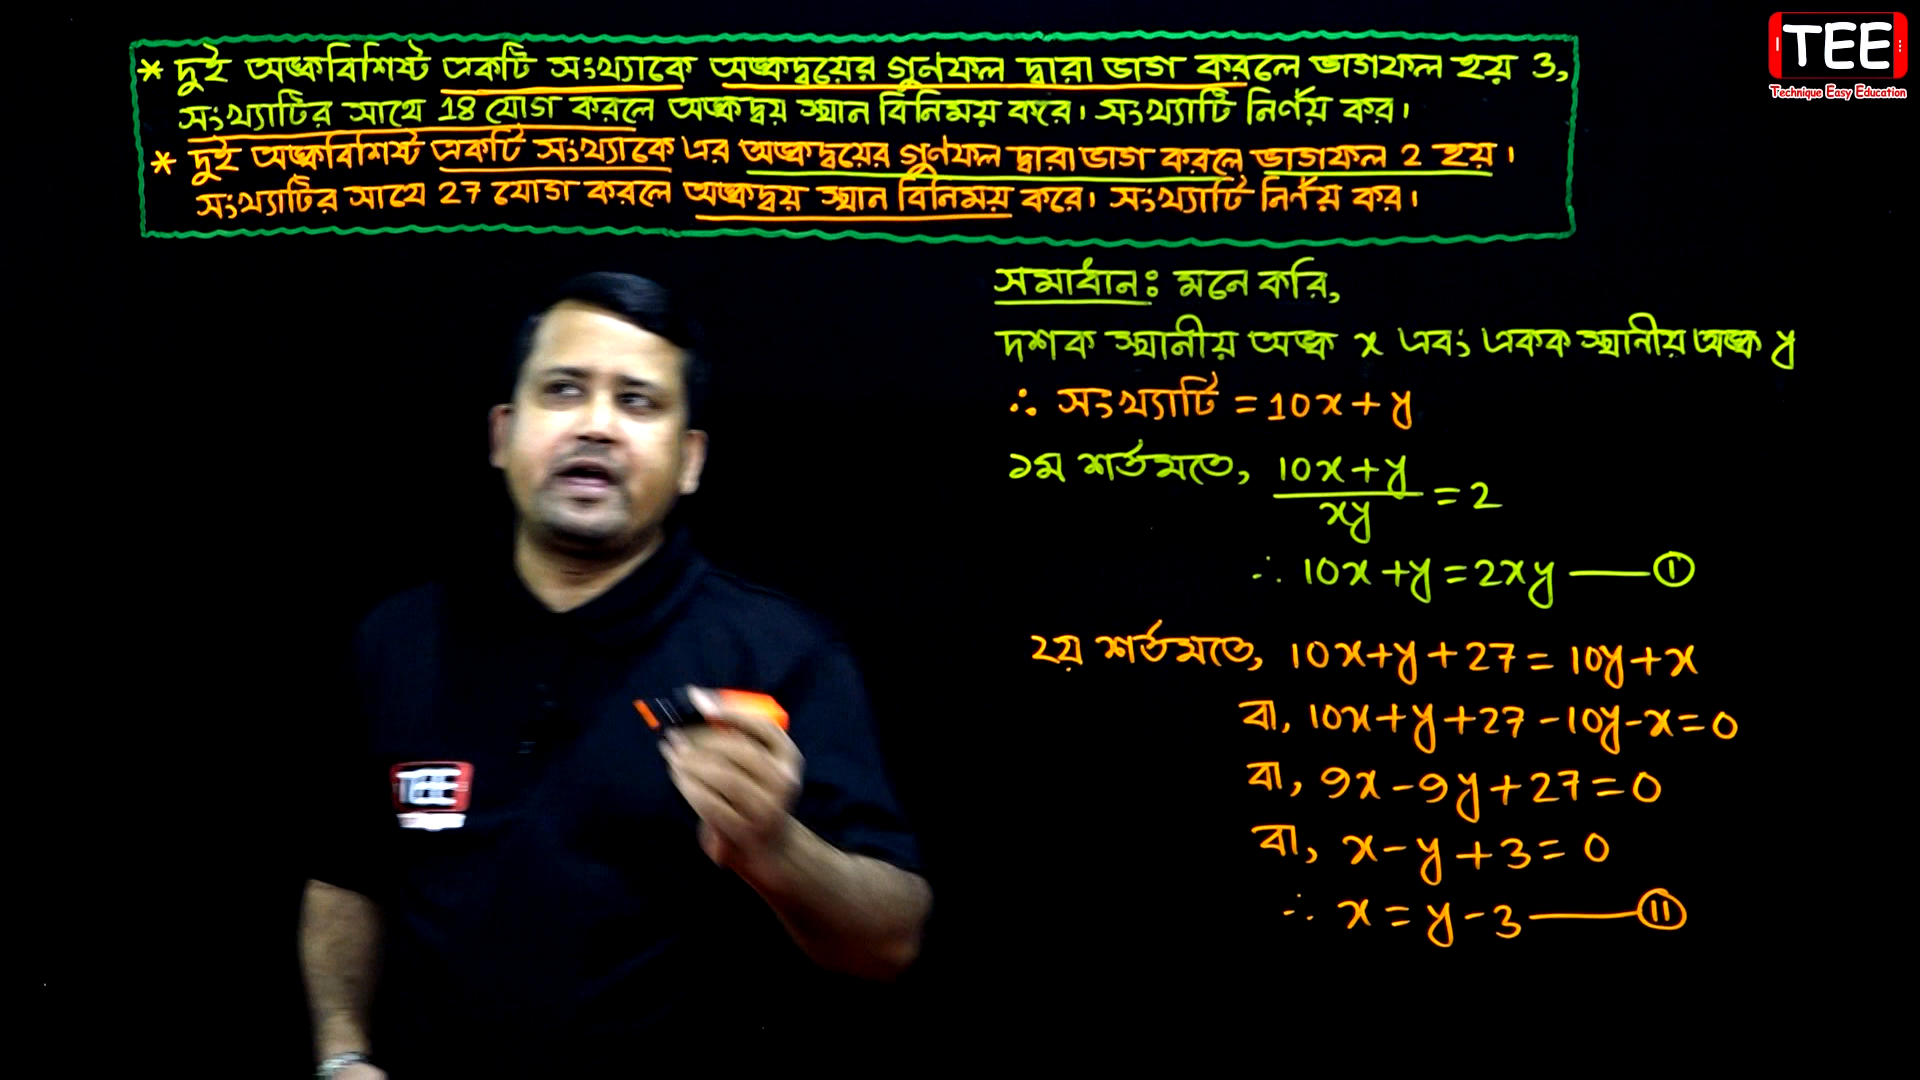 TEE
Technique Easy Education
* দুই অঙ্কবিশিষ্ট একটি সংখ্যাকে অঙ্কদ্বয়ের গুণফল দ্বারা ভাগ করলে ভাগফল হয় 3,
সংখ্যাটির সাথে 18 যোগ করলে অঙ্কদ্বয় স্থান বিনিময় করে। সংখ্যাটি নির্ণয় কর।
* দুই অঙ্কবিশিষ্ট একটি সংখ্যাকে এর অঙ্কদ্বয়ের গুণফল দ্বারা ভাগ করলে ভাগফল 2 হয়।
সংখ্যাটির সাথে 27 যোগ করলে অঙ্কদ্বয় স্থান বিনিময় করে। সংখ্যাটি নির্ণয় কর।
সমাধান: মনে করি,
দশক স্থানীয় অঙ্ক x এবং একক স্থানীয় অঙ্ক y
∴ সংখ্যাটি = 10x + y
১ম শর্তমতে, (10x + y)/xy = 2
∴ 10x + y = 2xy —— (i)
২য় শর্তমতে, 10x + y + 27 = 10y + x
বা, 10x + y + 27 - 10y - x = 0
বা, 9x - 9y + 27 = 0
বা, x - y + 3 = 0
∴ x = y - 3 —— (ii)
TEE